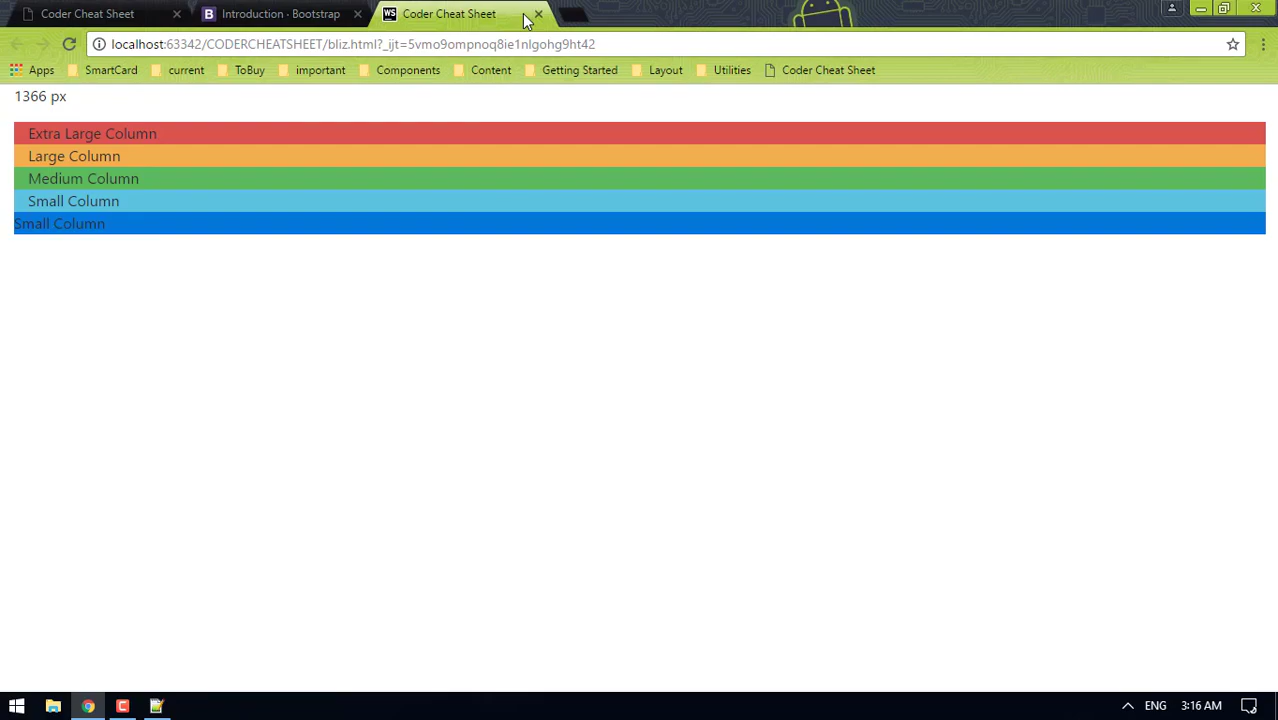 Coder Cheat Sheet
B Introduction - Bootstrap
WS Coder Cheat Sheet
localhost:63342/CODERCHEATSHEET/bliz.html?_ijt=5vmo9ompnoq8ie1nlgohg9ht42
Apps SmartCard current ToBuy important Components Content Getting Started Layout Utilities Coder Cheat Sheet
1366 px
Extra Large Column
Large Column
Medium Column
Small Column
Small Column
ENG 3:16 AM